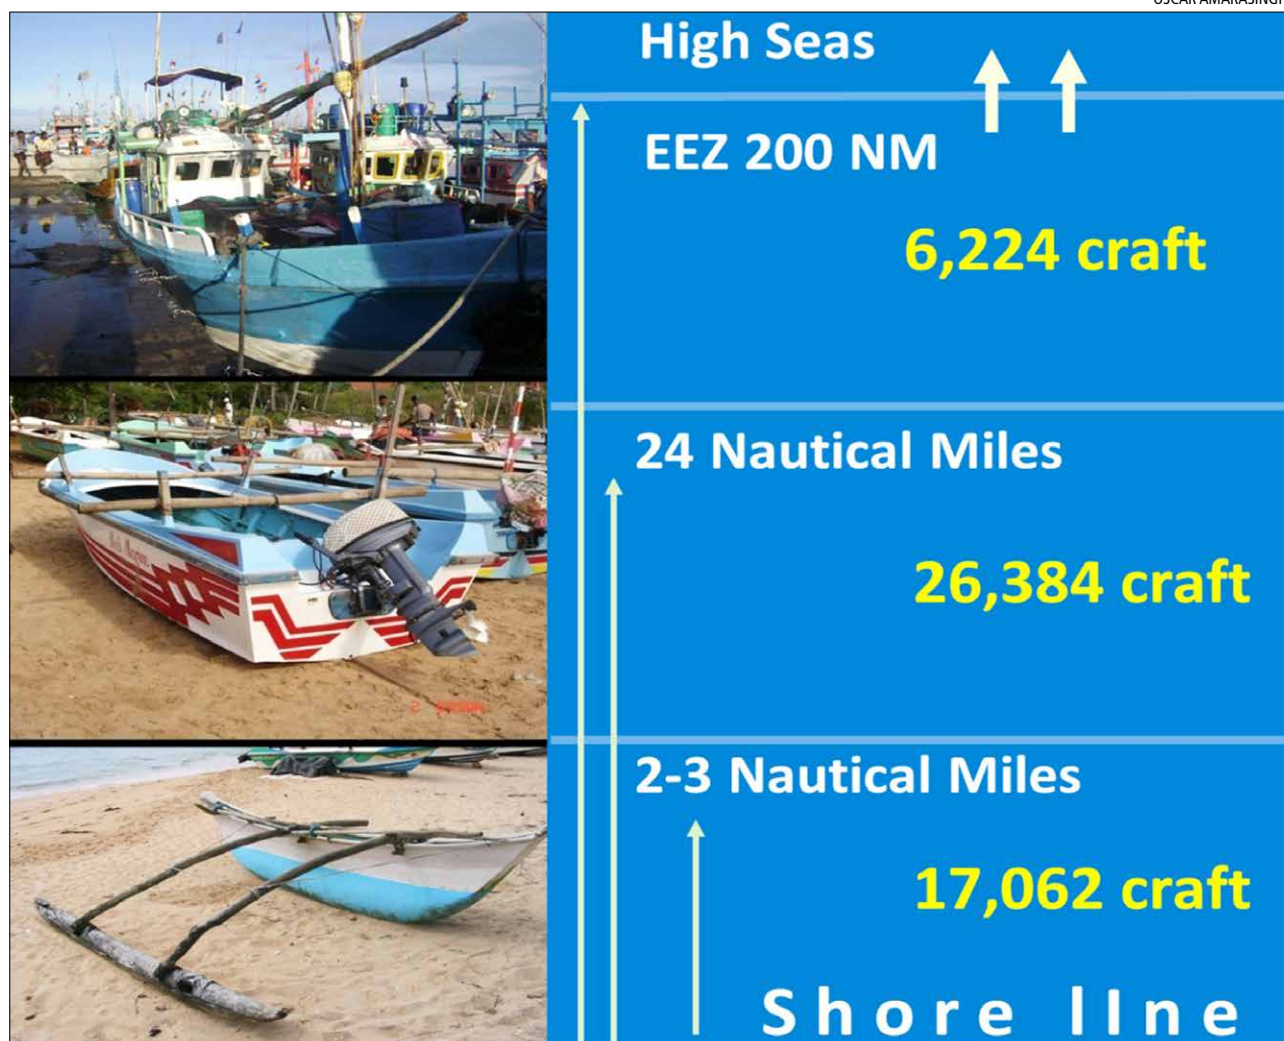 High Seas
EEZ 200 NM
6,224 craft
24 Nautical Miles
26,384 craft
2-3 Nautical Miles
17,062 craft
Shore lIne